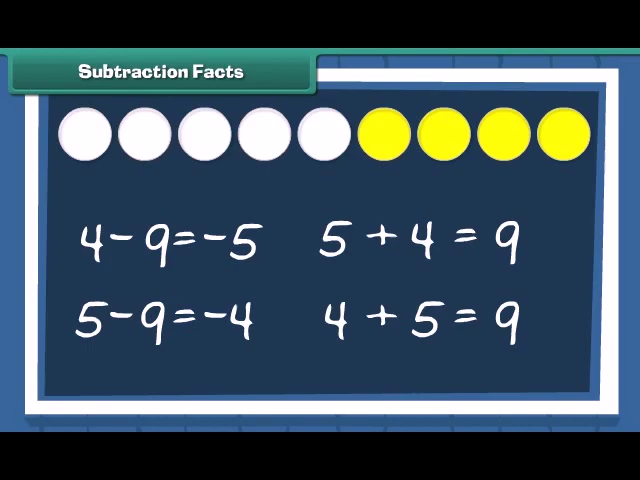 Subtraction Facts
4 - 9 = -5 5 + 4 = 9
5 - 9 = -4 4 + 5 = 9